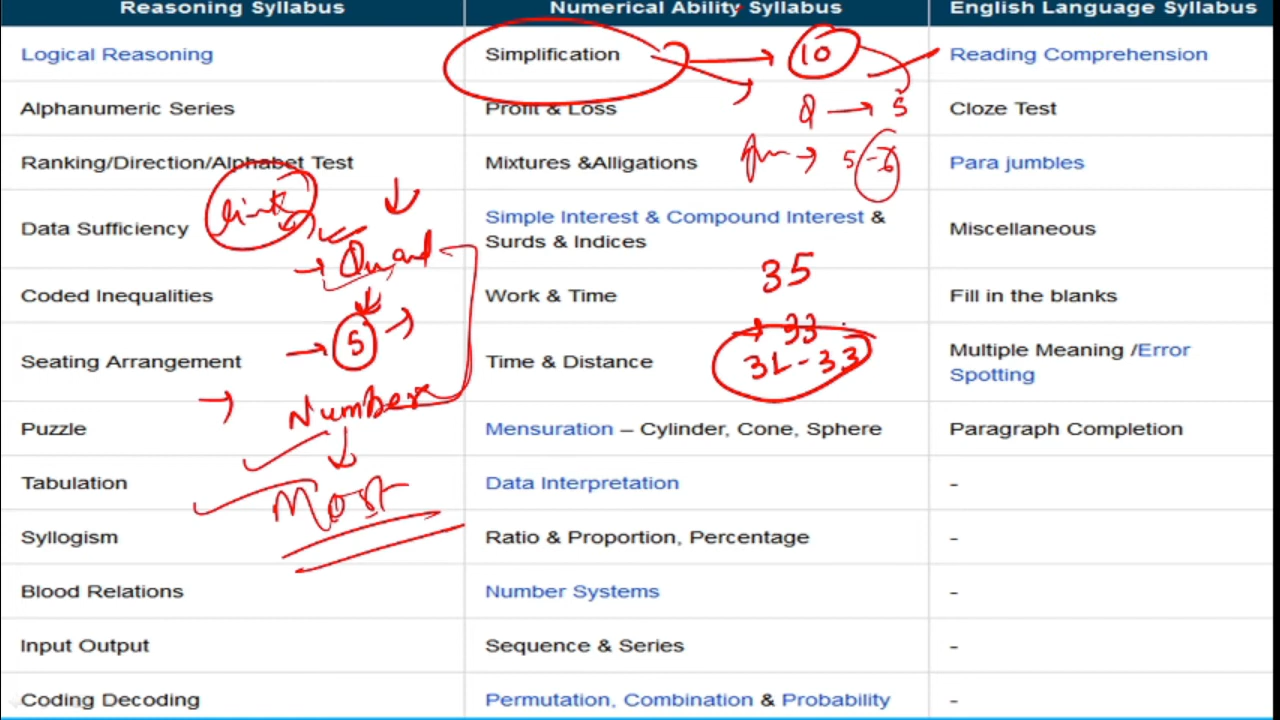 Reasoning Syllabus
Numerical Ability Syllabus
English Language Syllabus
Logical Reasoning
Simplification
10
Reading Comprehension
Alphanumeric Series
Profit & Loss
Q → 5
Cloze Test
Ranking/Direction/Alphabet Test
Mixtures &Alligations
→ 5-6
Para jumbles
Data Sufficiency
Simple Interest & Compound Interest &
Surds & Indices
Miscellaneous
→ Quad
35
Coded Inequalities
Work & Time
Fill in the blanks
→ 5 →
→ 33
Seating Arrangement
Time & Distance
31-33
Multiple Meaning /Error
Spotting
→ Number
Puzzle
Mensuration – Cylinder, Cone, Sphere
Paragraph Completion
Tabulation
Most
Data Interpretation
-
Syllogism
Ratio & Proportion, Percentage
-
Blood Relations
Number Systems
-
Input Output
Sequence & Series
-
Coding Decoding
Permutation, Combination & Probability
-